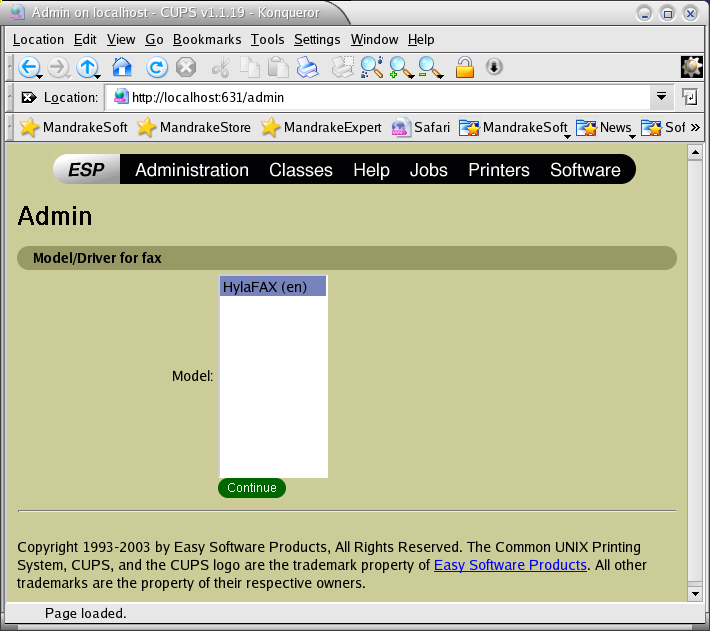 Admin on localhost - CUPS v1.1.19 - Konqueror
Location Edit View Go Bookmarks Tools Settings Window Help
Location: http://localhost:631/admin
MandrakeSoft MandrakeStore MandrakeExpert Safari MandrakeSoft News Sof »
ESP Administration Classes Help Jobs Printers Software
Admin
Model/Driver for fax
HylaFAX (en)
Model:
Continue
Copyright 1993-2003 by Easy Software Products, All Rights Reserved. The Common UNIX Printing
System, CUPS, and the CUPS logo are the trademark property of Easy Software Products. All other
trademarks are the property of their respective owners.
Page loaded.